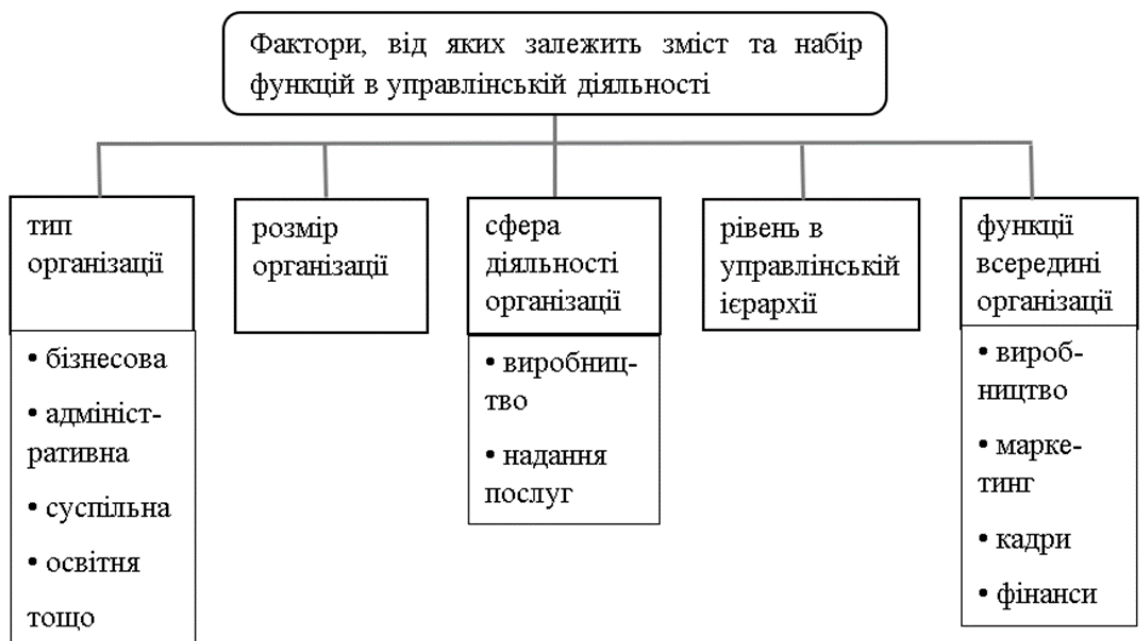 Фактори, від яких залежить зміст та набір
функцій в управлінській діяльності
тип
організації
• бізнесова
• адмініст-
ративна
• суспільна
• освітня
тощо
розмір
організації
сфера
діяльності
організації
• виробниц-
тво
• надання
послуг
рівень в
управлінській
ієрархії
функції
всередині
організації
• вироб-
ництво
• марке-
тинг
• кадри
• фінанси